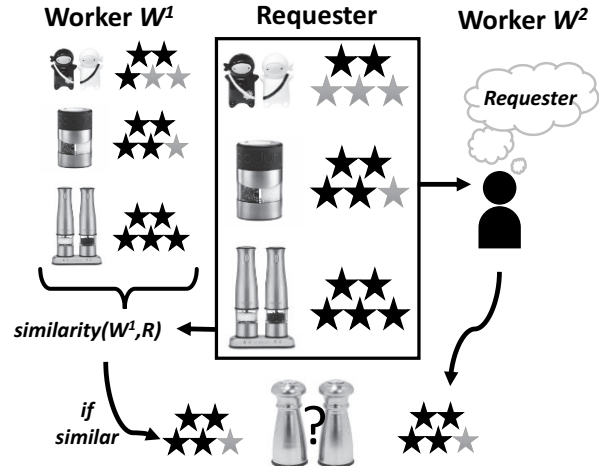 Worker W¹
Requester
Worker W²
Requester
similarity(W¹,R)
if
similar
?